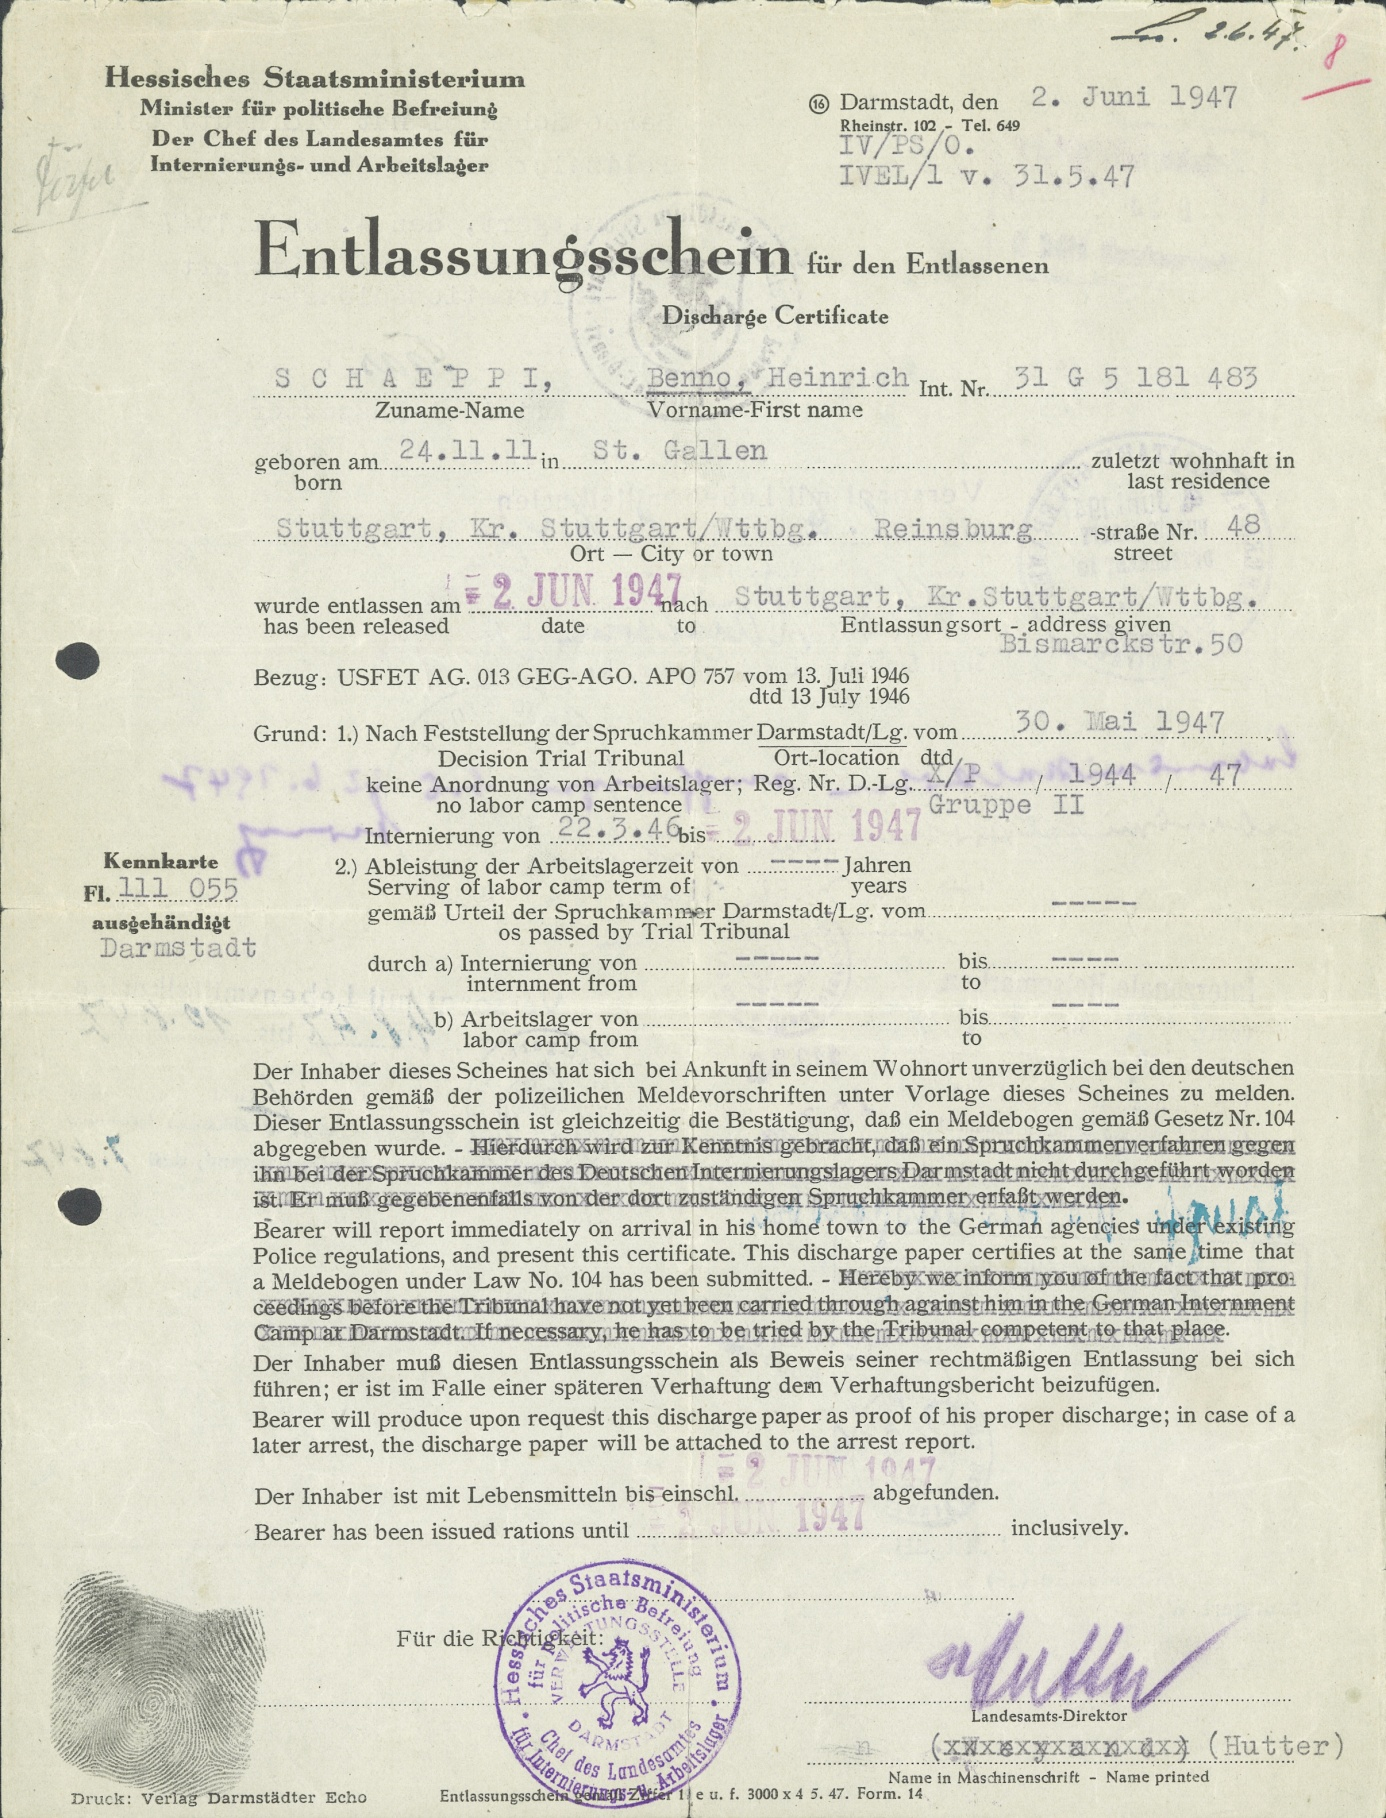 2.6.47.
8
Hessisches Staatsministerium
Minister für politische Befreiung
Der Chef des Landesamtes für
Internierungs- und Arbeitslager
⑯ Darmstadt, den 2. Juni 1947
Rheinstr. 102 - Tel. 649
IV/PS/O.
IVEL/1 v. 31.5.47
Entlassungsschein für den Entlassenen
Discharge Certificate
SCHAEPPI, Benno, Heinrich Int. Nr. 31 G 5 181 483
Zuname-Name Vorname-First name
geboren am 24.11.11 in St. Gallen zuletzt wohnhaft in
born last residence
Stuttgart, Kr. Stuttgart/Wttbg. Reinsburg -straße Nr. 48
Ort — City or town street
wurde entlassen am = 2 JUN 1947 nach Stuttgart, Kr.Stuttgart/Wttbg.
has been released date to Entlassungsort - address given
Bismarckstr.50
Bezug: USFET AG. 013 GEG-AGO. APO 757 vom 13. Juli 1946
dtd 13 July 1946
Grund: 1.) Nach Feststellung der Spruchkammer Darmstadt/Lg. vom 30. Mai 1947
Decision Trial Tribunal Ort-location dtd
keine Anordnung von Arbeitslager; Reg. Nr. D.-Lg. X/P / 1944 / 47
no labor camp sentence Gruppe II
Internierung von 22.3.46 bis = 2 JUN 1947
Kennkarte
Fl. 111 055
ausgehändigt
Darmstadt
2.) Ableistung der Arbeitslagerzeit von ---- Jahren
Serving of labor camp term of years
gemäß Urteil der Spruchkammer Darmstadt/Lg. vom -----
os passed by Trial Tribunal
durch a) Internierung von ----- bis ----
internment from to
b) Arbeitslager von ----- bis ----
labor camp from to
Der Inhaber dieses Scheines hat sich bei Ankunft in seinem Wohnort unverzüglich bei den deutschen
Behörden gemäß der polizeilichen Meldevorschriften unter Vorlage dieses Scheines zu melden.
Dieser Entlassungsschein ist gleichzeitig die Bestätigung, daß ein Meldebogen gemäß Gesetz Nr. 104
abgegeben wurde. - Hierdurch wird zur Kenntnis gebracht, daß ein Spruchkammerverfahren gegen
ihn bei der Spruchkammer des Deutschen Internierungslagers Darmstadt nicht durchgeführt worden
ist. Er muß gegebenenfalls von der dort zuständigen Spruchkammer erfaßt werden.
Bearer will report immediately on arrival in his home town to the German agencies under existing
Police regulations, and present this certificate. This discharge paper certifies at the same time that
a Meldebogen under Law No. 104 has been submitted. - Hereby we inform you of the fact that pro-
ceedings before the Tribunal have not yet been carried through against him in the German Internment
Camp ar Darmstadt. If necessary, he has to be tried by the Tribunal competent to that place.
Der Inhaber muß diesen Entlassungsschein als Beweis seiner rechtmäßigen Entlassung bei sich
führen; er ist im Falle einer späteren Verhaftung dem Verhaftungsbericht beizufügen.
Bearer will produce upon request this discharge paper as proof of his proper discharge; in case of a
later arrest, the discharge paper will be attached to the arrest report.
= 2 JUN 1947
Der Inhaber ist mit Lebensmitteln bis einschl. abgefunden.
Bearer has been issued rations until = 2 JUN 1947 inclusively.
Für die Richtigkeit:
Hessisches Staatsministerium
für politische Befreiung
VERWALTUNGSSTELLE
DARMSTADT
Chef des Landesamtes
für Internierungs- u. Arbeitslager
Hutter
Landesamts-Direktor
(Hutter)
Name in Maschinenschrift - Name printed
Druck: Verlag Darmstädter Echo
Entlassungsschein gemäß Ziffer 1 e u. f. 3000 x 4 5. 47. Form. 14